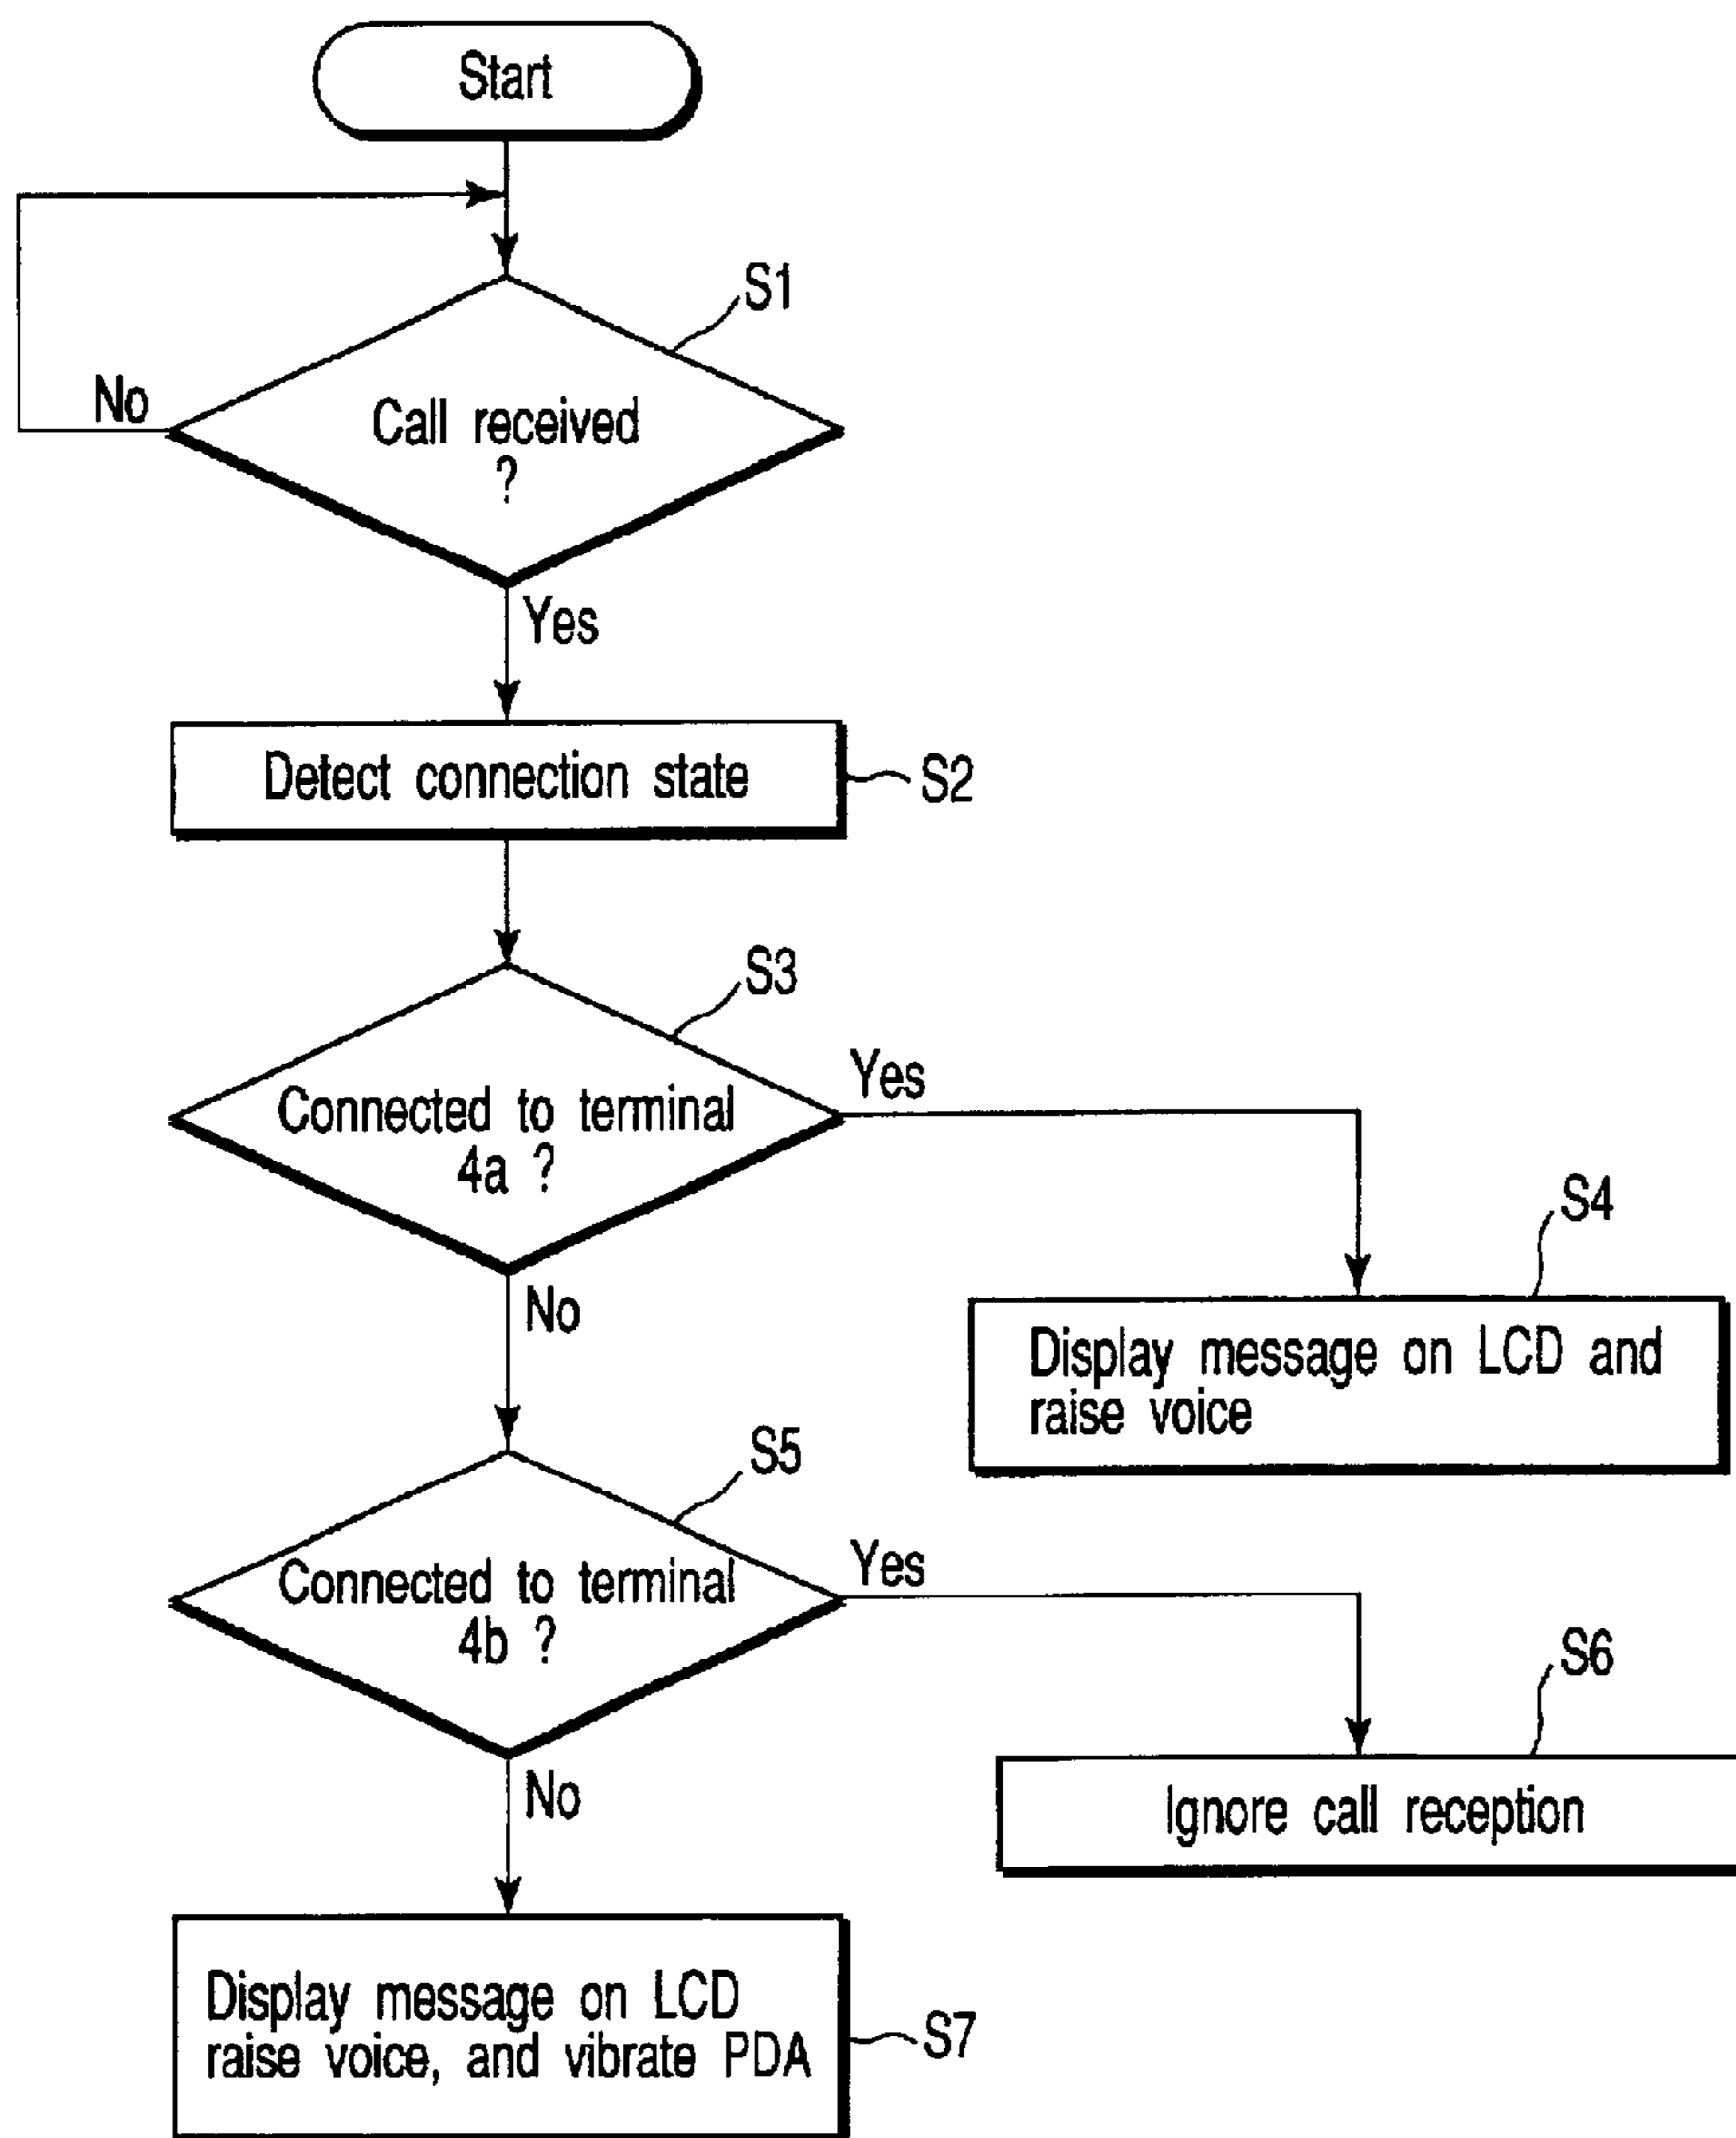 Start
S1
No
Call received
?
Yes
Detect connection state
S2
S3
Connected to terminal
4a ?
Yes
S4
No
Display message on LCD and
raise voice
S5
Connected to terminal
4b ?
Yes
S6
No
Ignore call reception
Display message on LCD
raise voice, and vibrate PDA
S7